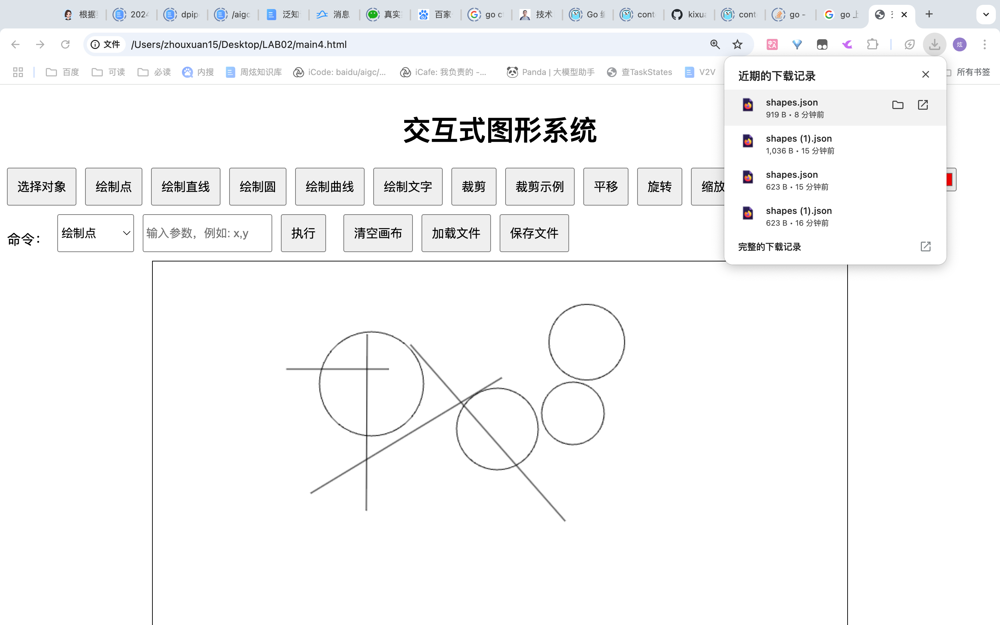 根据 2024 dpip /aigc 泛知 消息 真实 百家 go c 技术 Go 编 cont kixua cont go - go 上
文件 /Users/zhouxuan15/Desktop/LAB02/main4.html 炫
百度 可读 必读 内搜 周炫知识库 iCode: baidu/aigc/... iCafe: 我负责的 -... Panda | 大模型助手 查TaskStates V2V 所有书签
近期的下载记录
shapes.json
919 B • 8 分钟前
shapes (1).json
1,036 B • 15 分钟前
shapes.json
623 B • 15 分钟前
shapes (1).json
623 B • 16 分钟前
完整的下载记录
交互式图形系统
选择对象 绘制点 绘制直线 绘制圆 绘制曲线 绘制文字 裁剪 裁剪示例 平移 旋转 缩放
命令： 绘制点 输入参数，例如: x,y 执行 清空画布 加载文件 保存文件